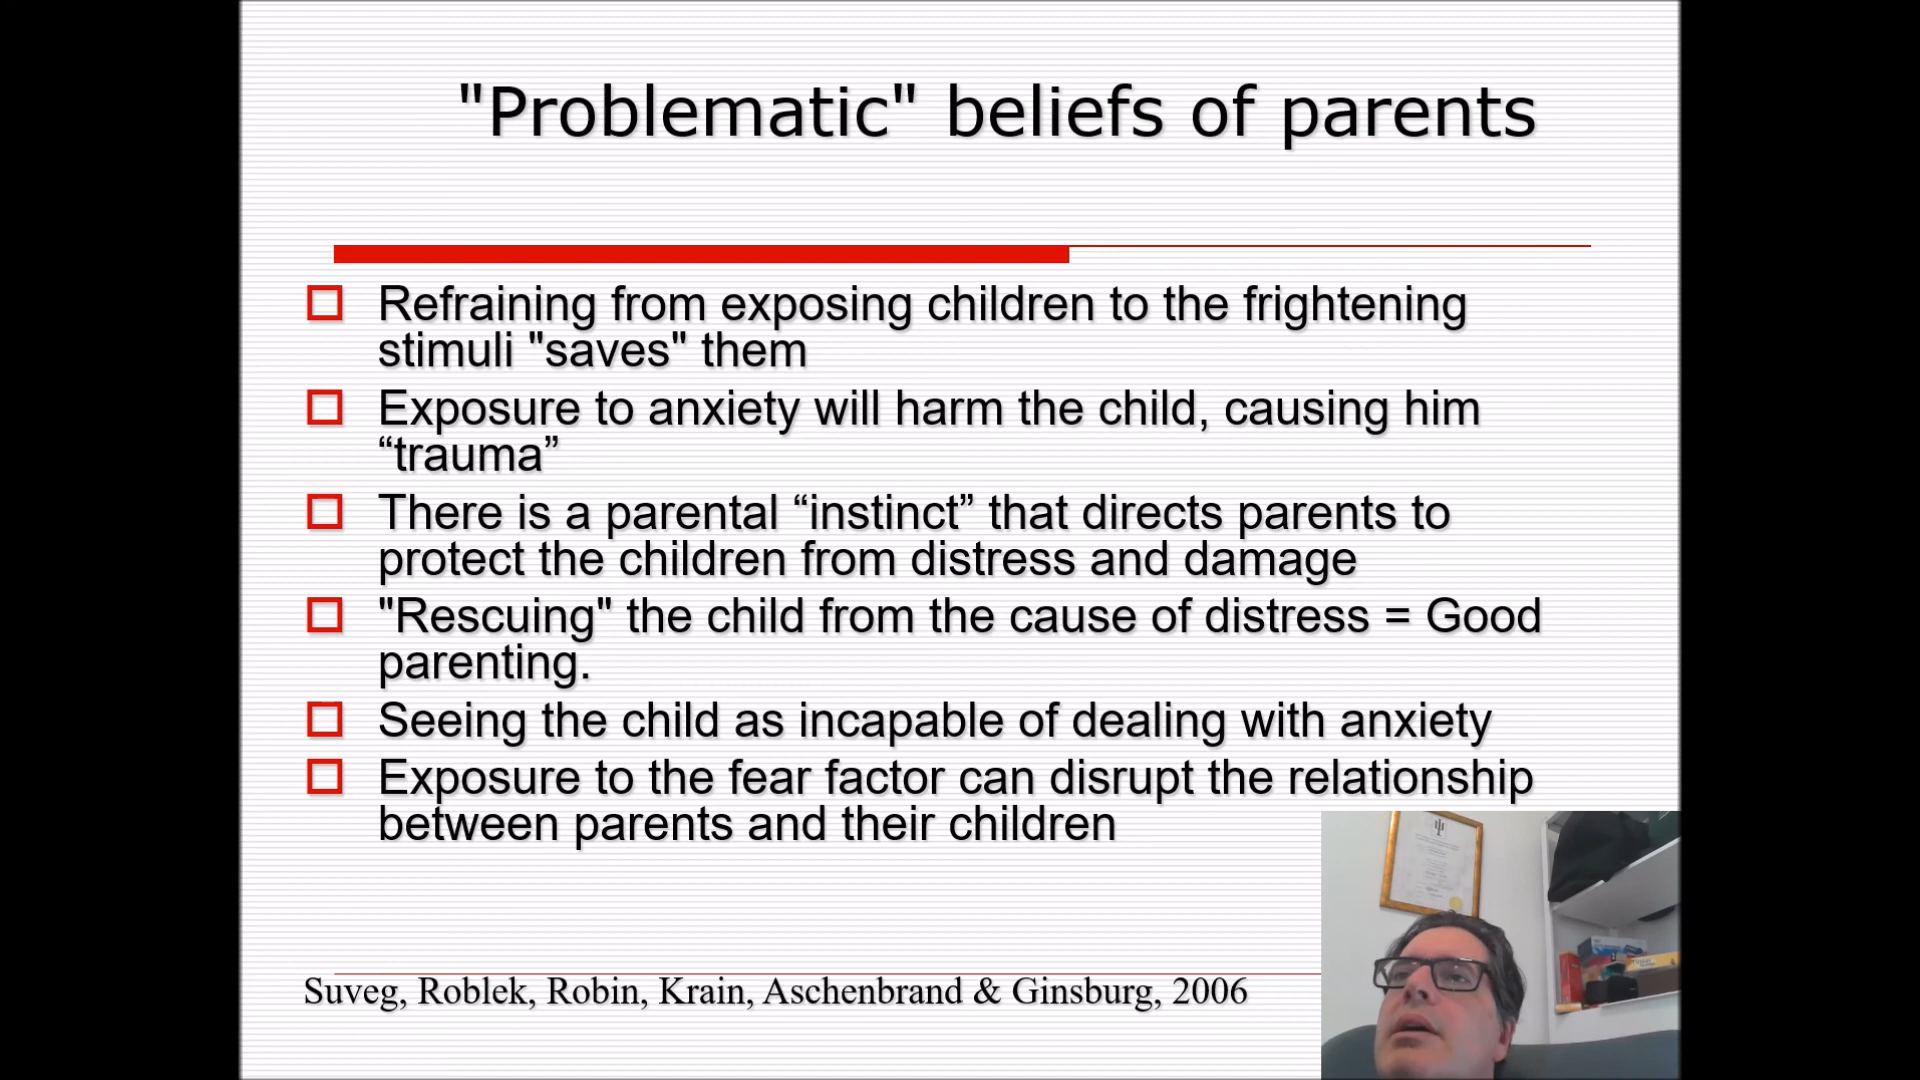 "Problematic" beliefs of parents
Refraining from exposing children to the frightening
stimuli "saves" them
Exposure to anxiety will harm the child, causing him
“trauma”
There is a parental “instinct” that directs parents to
protect the children from distress and damage
"Rescuing" the child from the cause of distress = Good
parenting.
Seeing the child as incapable of dealing with anxiety
Exposure to the fear factor can disrupt the relationship
between parents and their children
Suveg, Roblek, Robin, Krain, Aschenbrand & Ginsburg, 2006